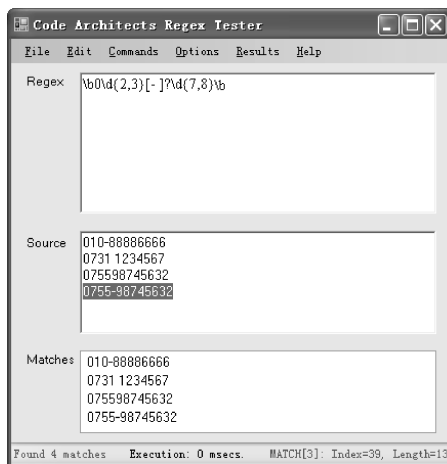 Code Architects Regex Tester
File Edit Commands Options Results Help
Regex
\b0\d{2,3}[- ]?\d{7,8}\b
Source
010-88886666
0731 1234567
075598745632
0755-98745632
Matches
010-88886666
0731 1234567
075598745632
0755-98745632
Found 4 matches Execution: 0 msecs. MATCH[3]: Index=39, Length=13